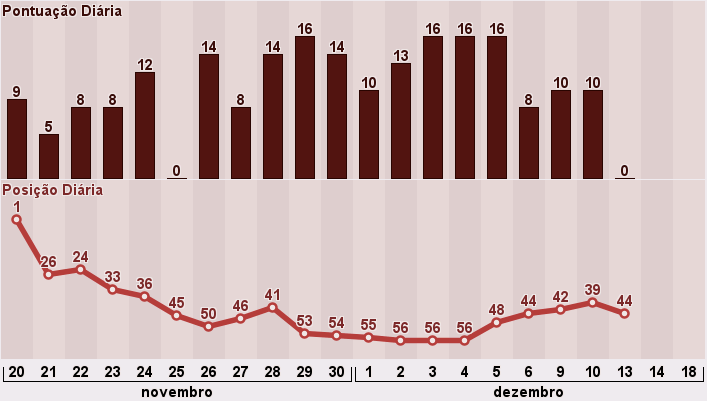 Pontuação Diária
9 5 8 8 12 0 14 8 14 16 14 10 13 16 16 16 8 10 10 0
Posição Diária
1 26 24 33 36 45 50 46 41 53 54 55 56 56 56 48 44 42 39 44
20 21 22 23 24 25 26 27 28 29 30 1 2 3 4 5 6 9 10 13 14 18
novembro dezembro